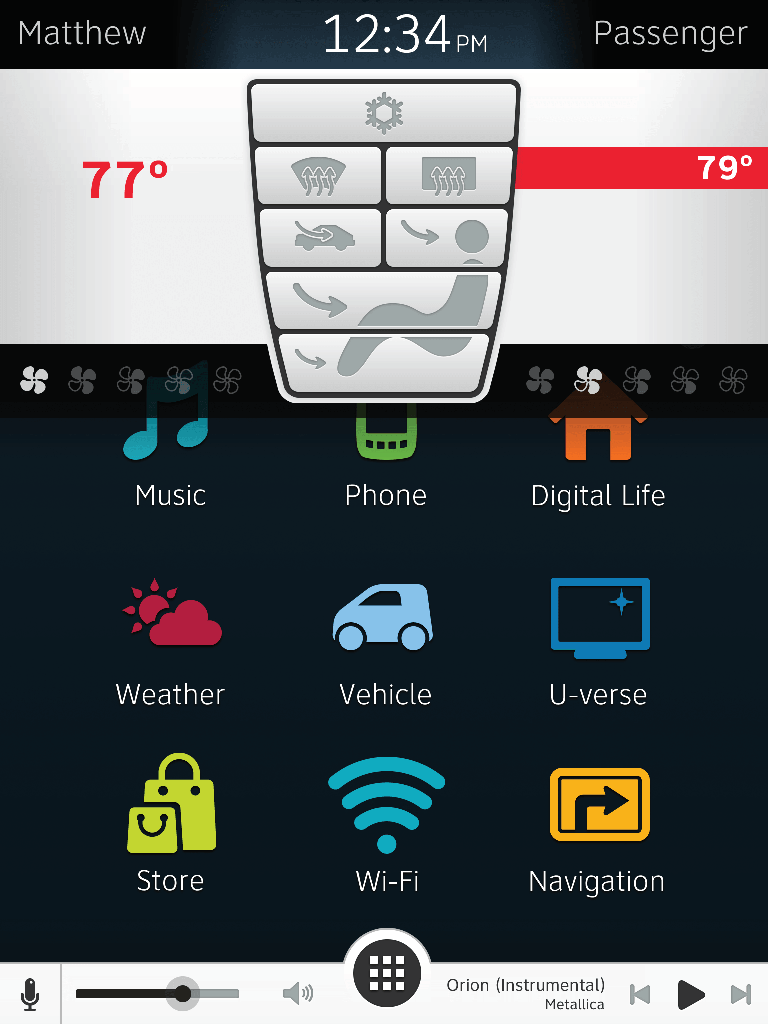 Matthew 12:34 PM Passenger
77° 79°
Music Phone Digital Life
Weather Vehicle U-verse
Store Wi-Fi Navigation
Orion (Instrumental)
Metallica